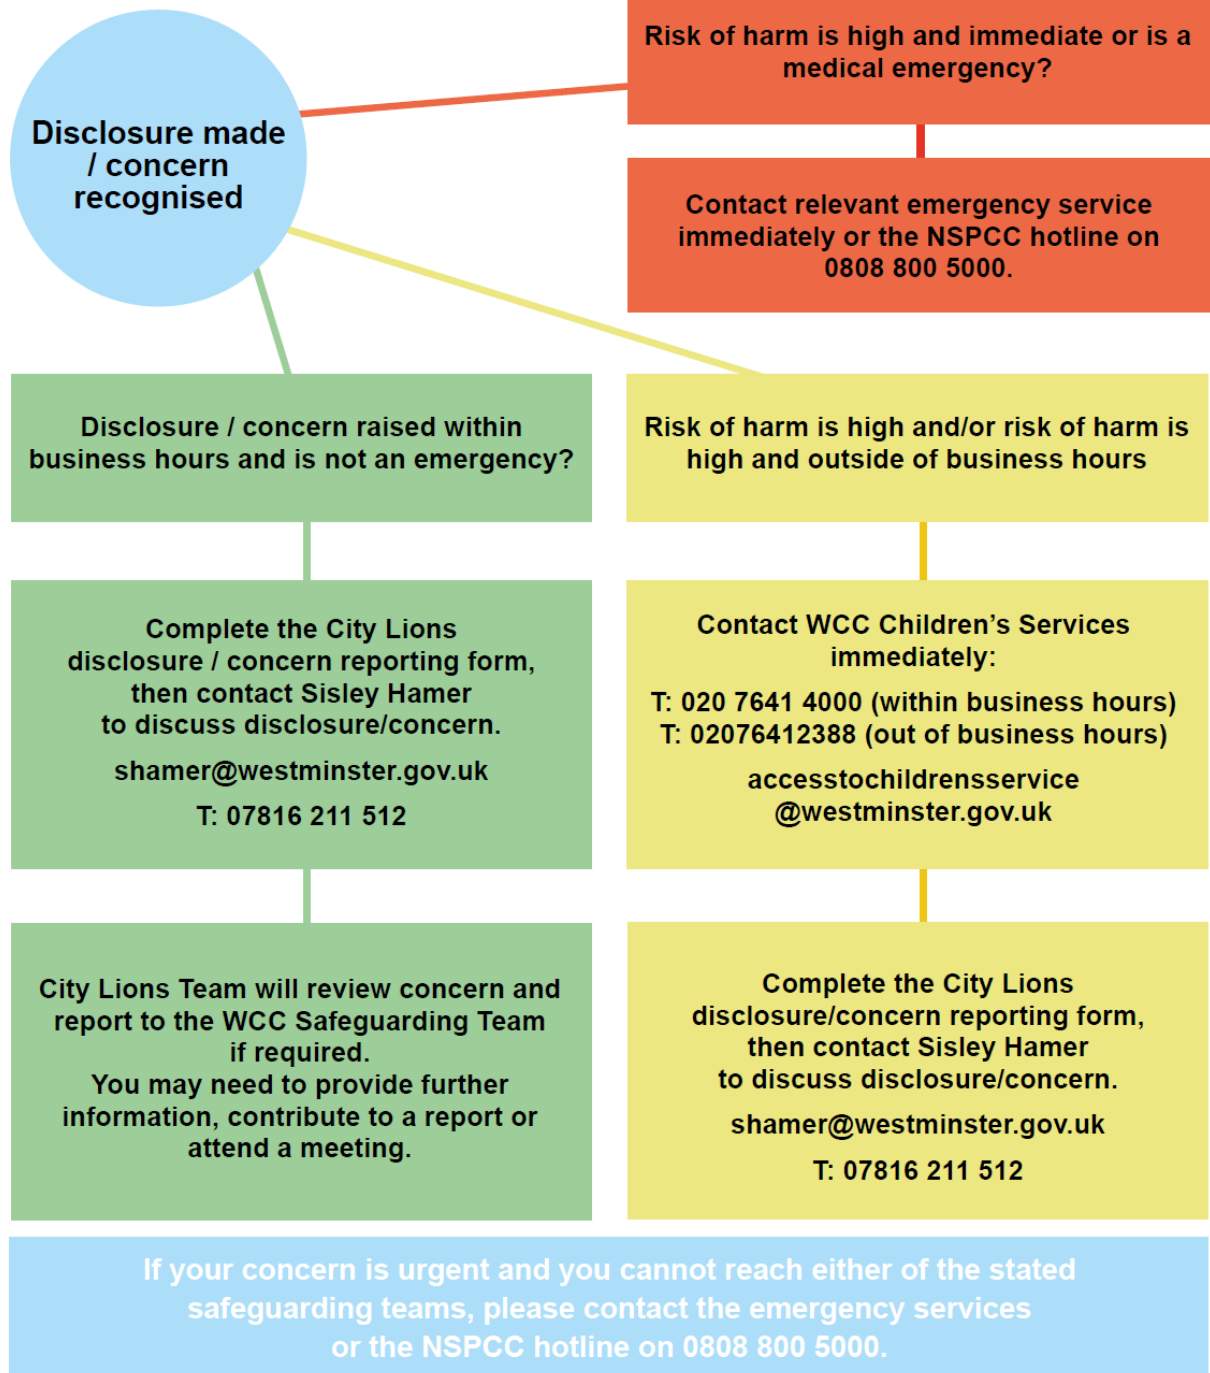 Disclosure made
/ concern
recognised
Risk of harm is high and immediate or is a
medical emergency?
Contact relevant emergency service
immediately or the NSPCC hotline on
0808 800 5000.
Disclosure / concern raised within
business hours and is not an emergency?
Complete the City Lions
disclosure / concern reporting form,
then contact Sisley Hamer
to discuss disclosure/concern.
shamer@westminster.gov.uk
T: 07816 211 512
City Lions Team will review concern and
report to the WCC Safeguarding Team
if required.
You may need to provide further
information, contribute to a report or
attend a meeting.
Risk of harm is high and/or risk of harm is
high and outside of business hours
Contact WCC Children’s Services
immediately:
T: 020 7641 4000 (within business hours)
T: 02076412388 (out of business hours)
accesstochildrensservice
@westminster.gov.uk
Complete the City Lions
disclosure/concern reporting form,
then contact Sisley Hamer
to discuss disclosure/concern.
shamer@westminster.gov.uk
T: 07816 211 512
If your concern is urgent and you cannot reach either of the stated
safeguarding teams, please contact the emergency services
or the NSPCC hotline on 0808 800 5000.